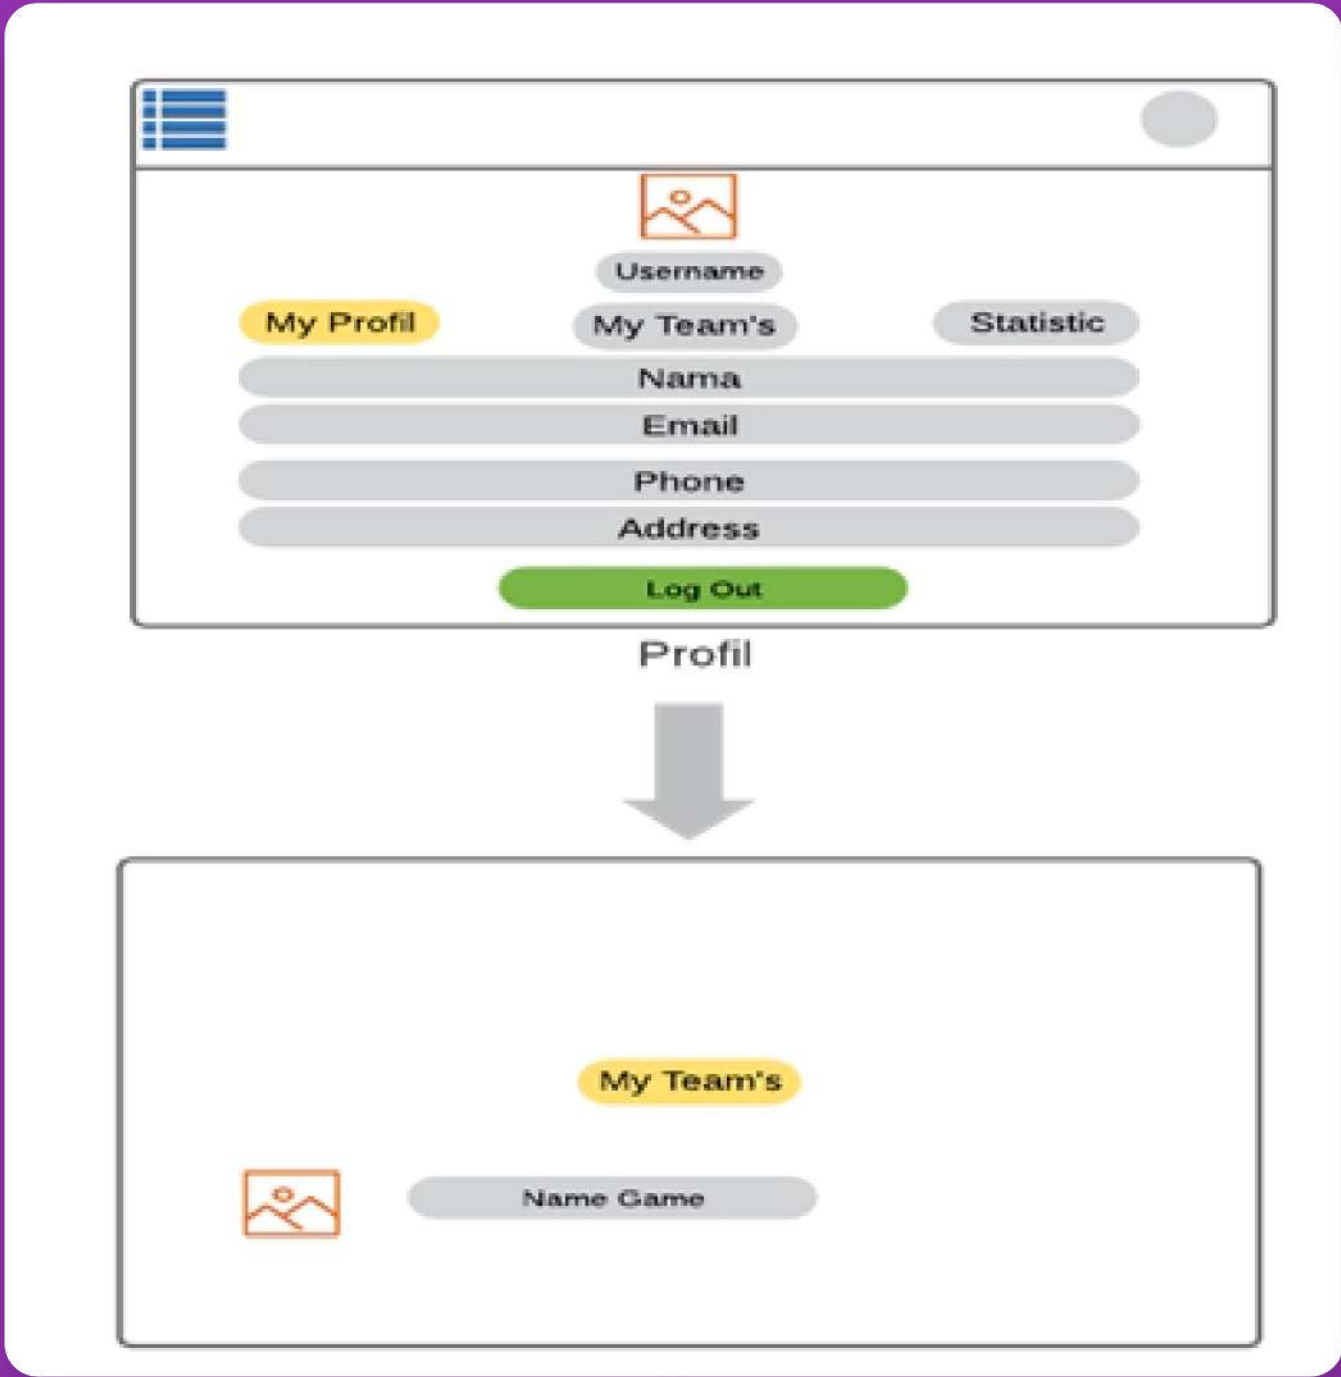 Username
My Profil
My Team's
Statistic
Nama
Email
Phone
Address
Log Out
Profil
My Team's
Name Game